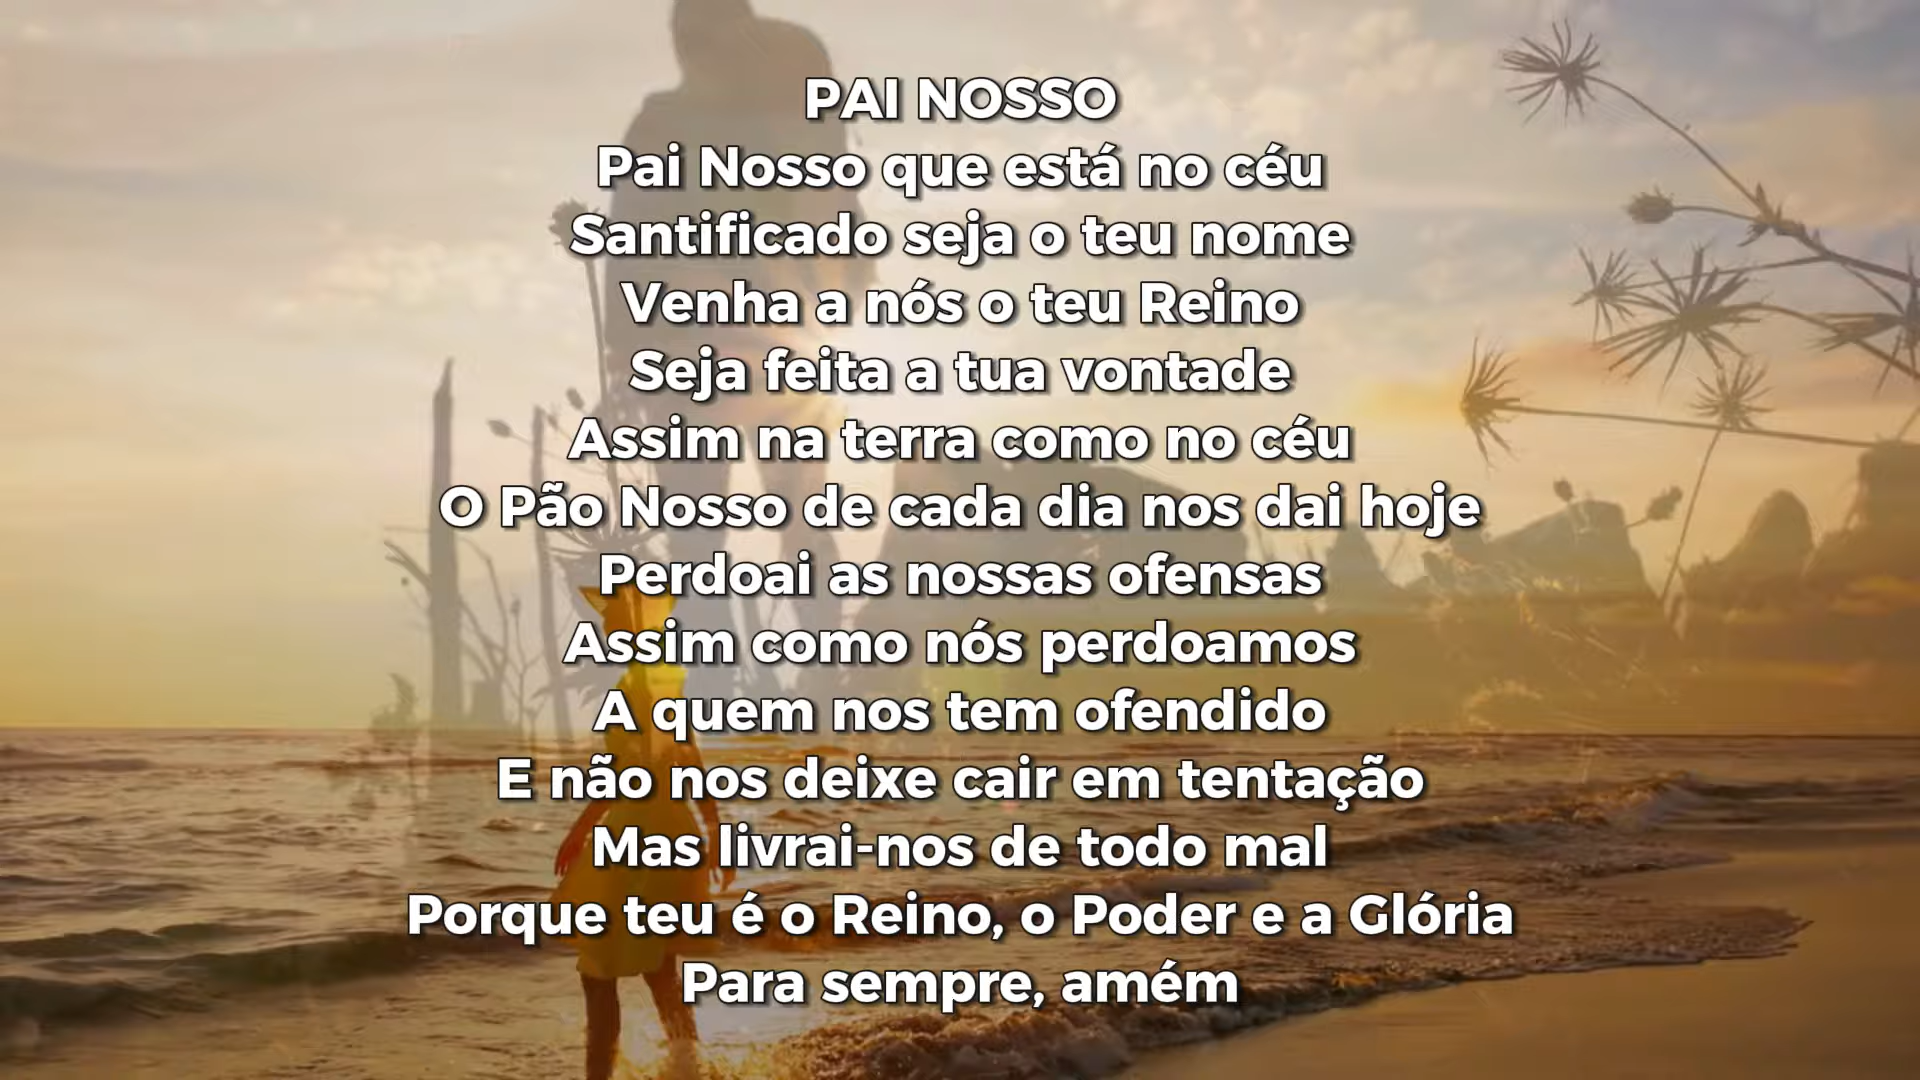 PAI NOSSO
Pai Nosso que está no céu
Santificado seja o teu nome
Venha a nós o teu Reino
Seja feita a tua vontade
Assim na terra como no céu
O Pão Nosso de cada dia nos dai hoje
Perdoai as nossas ofensas
Assim como nós perdoamos
A quem nos tem ofendido
E não nos deixe cair em tentação
Mas livrai-nos de todo mal
Porque teu é o Reino, o Poder e a Glória
Para sempre, amém